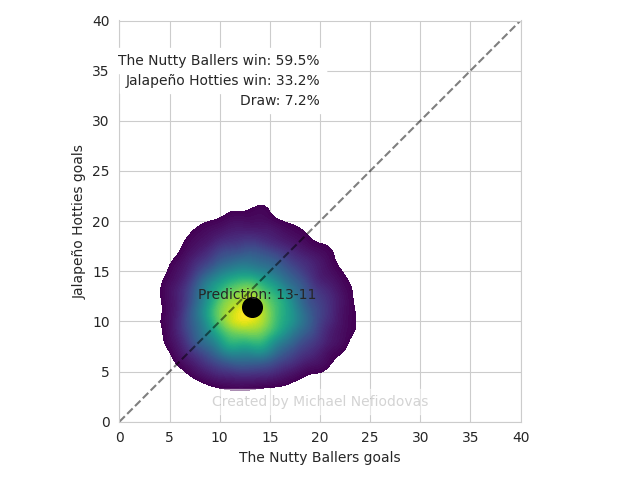 40
The Nutty Ballers win: 59.5%
35
Jalapeño Hotties win: 33.2%
Draw: 7.2%
30
25
20
15
Prediction: 13-11
10
5
Created by Michael Nefiodovas
0
0 5 10 15 20 25 30 35 40
The Nutty Ballers goals
Jalapeño Hotties goals